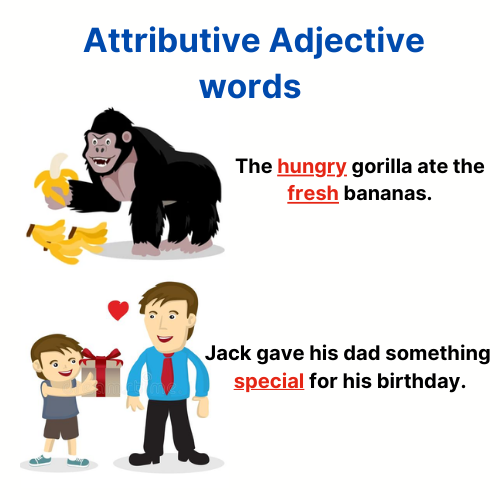 Attributive Adjective
words
The hungry gorilla ate the
fresh bananas.
Jack gave his dad something
special for his birthday.